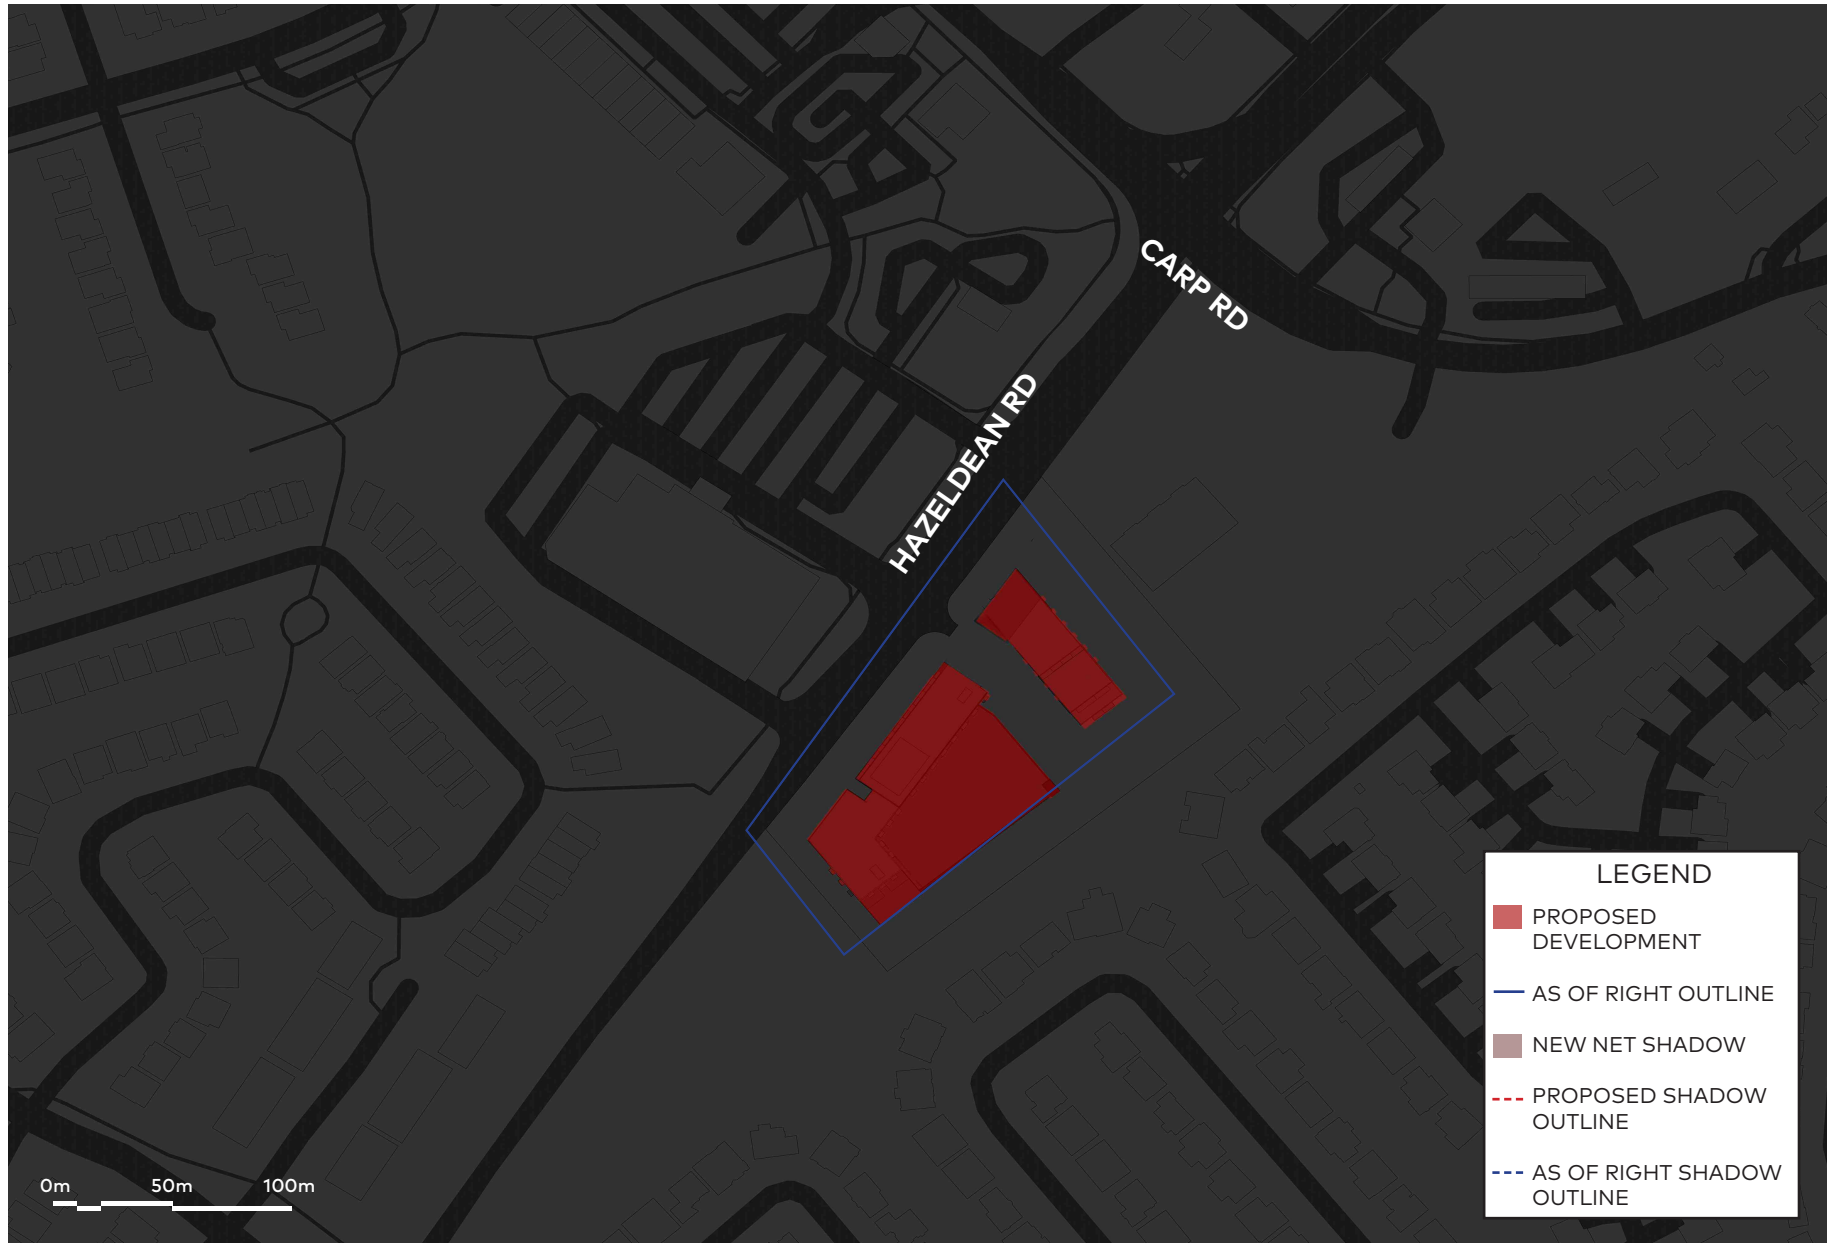 CARP RD
HAZELDEAN RD
LEGEND
PROPOSED
DEVELOPMENT
AS OF RIGHT OUTLINE
NEW NET SHADOW
PROPOSED SHADOW
OUTLINE
AS OF RIGHT SHADOW
OUTLINE
0m 50m 100m